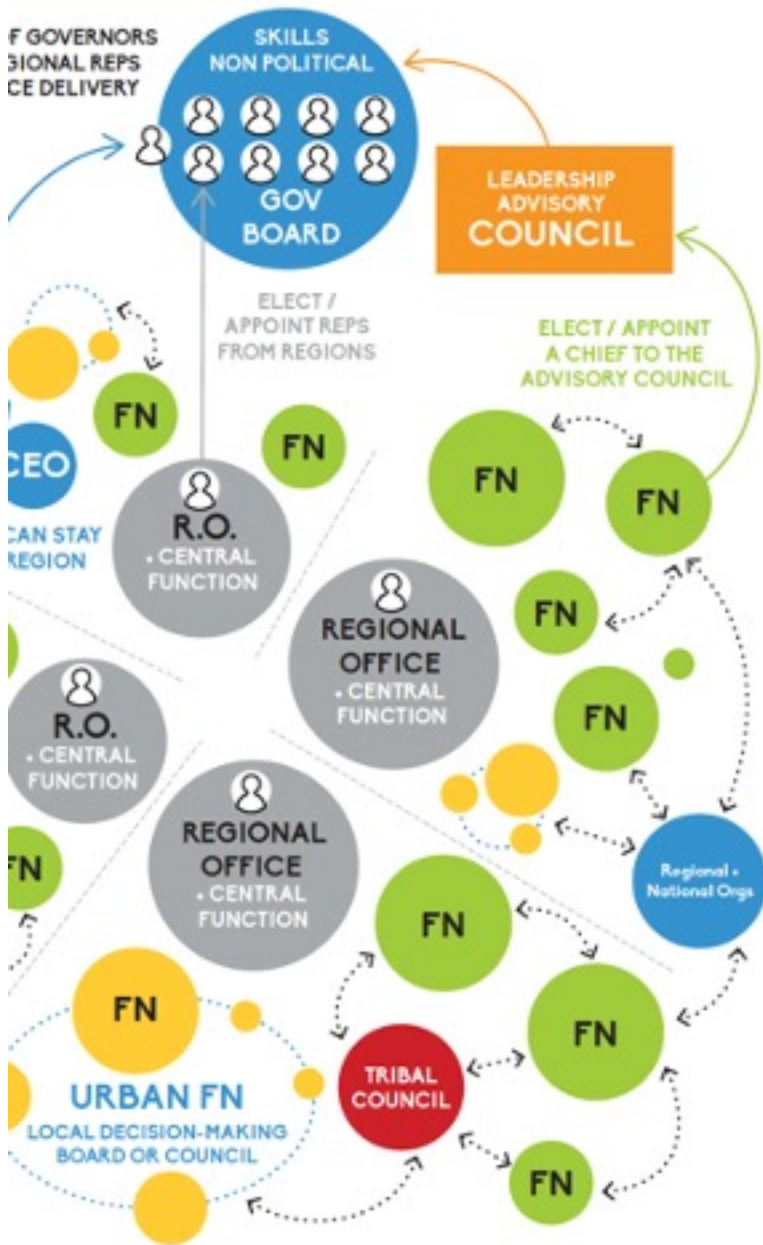 F GOVERNORS
GIONAL REPS
CE DELIVERY
SKILLS
NON POLITICAL
GOV
BOARD
LEADERSHIP
ADVISORY
COUNCIL
ELECT /
APPOINT REPS
FROM REGIONS
ELECT / APPOINT
A CHIEF TO THE
ADVISORY COUNCIL
FN
CEO
CAN STAY
REGION
FN
R.O.
+ CENTRAL
FUNCTION
FN
FN
FN
REGIONAL
OFFICE
+ CENTRAL
FUNCTION
FN
R.O.
+ CENTRAL
FUNCTION
REGIONAL
OFFICE
+ CENTRAL
FUNCTION
FN
Regional +
National Orgs
FN
FN
FN
URBAN FN
LOCAL DECISION-MAKING
BOARD OR COUNCIL
TRIBAL
COUNCIL
FN
FN